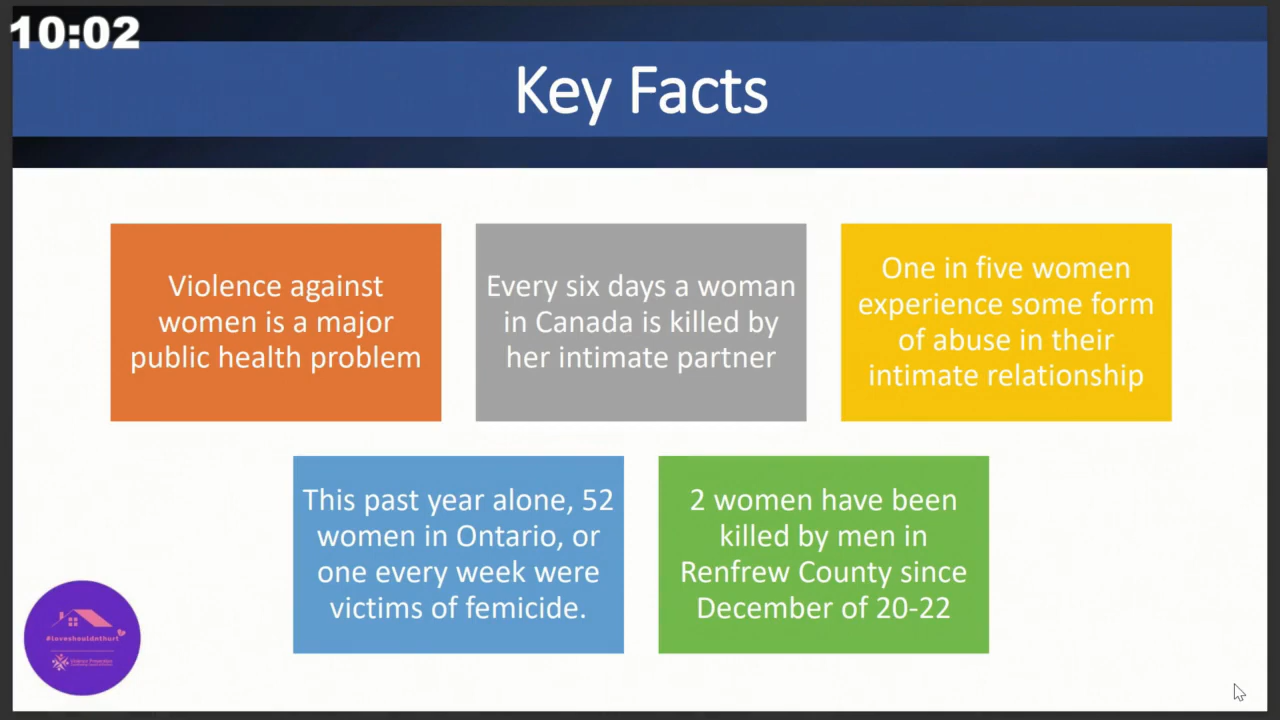 10:02
Key Facts
Violence against
women is a major
public health problem
Every six days a woman
in Canada is killed by
her intimate partner
One in five women
experience some form
of abuse in their
intimate relationship
This past year alone, 52
women in Ontario, or
one every week were
victims of femicide.
2 women have been
killed by men in
Renfrew County since
December of 20-22
#loveshouldnthurt
Violence Prevention